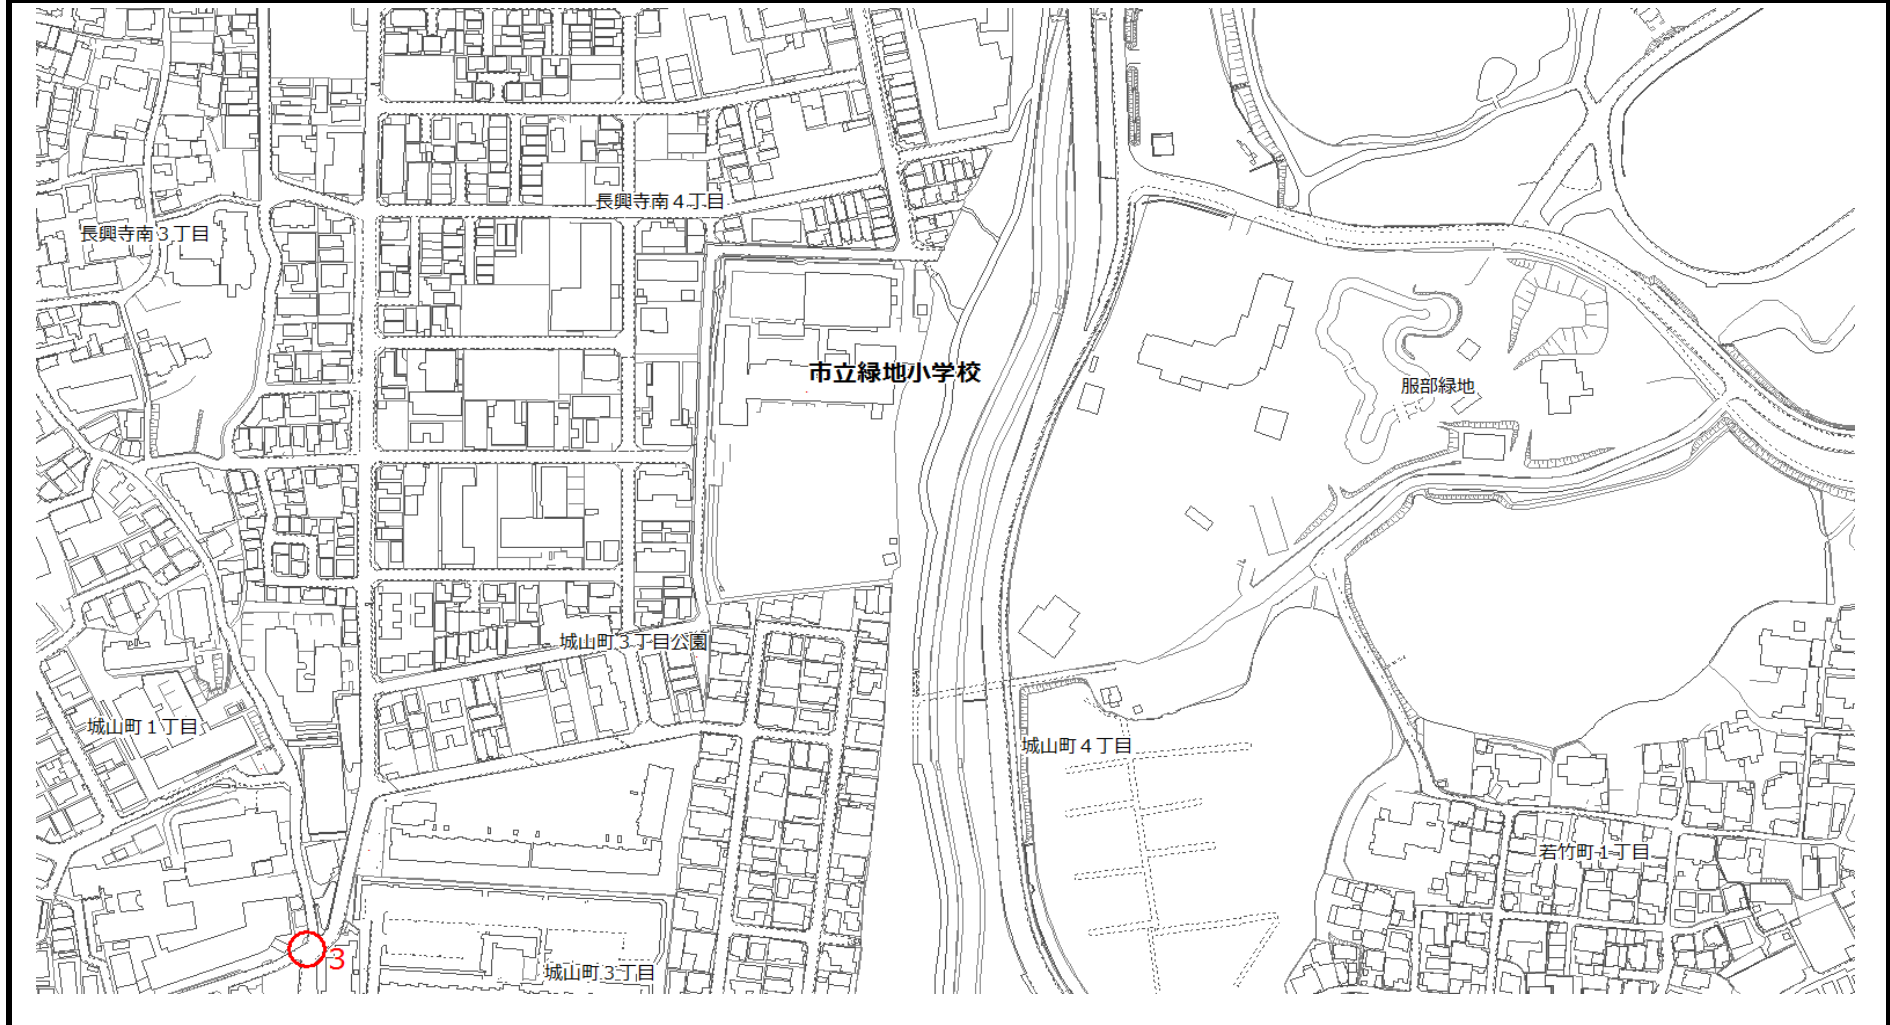 長興寺南４丁目
長興寺南３丁目
市立緑地小学校
服部緑地
城山町３丁目公園
城山町１丁目
城山町４丁目
若竹町１丁目
3
城山町３丁目